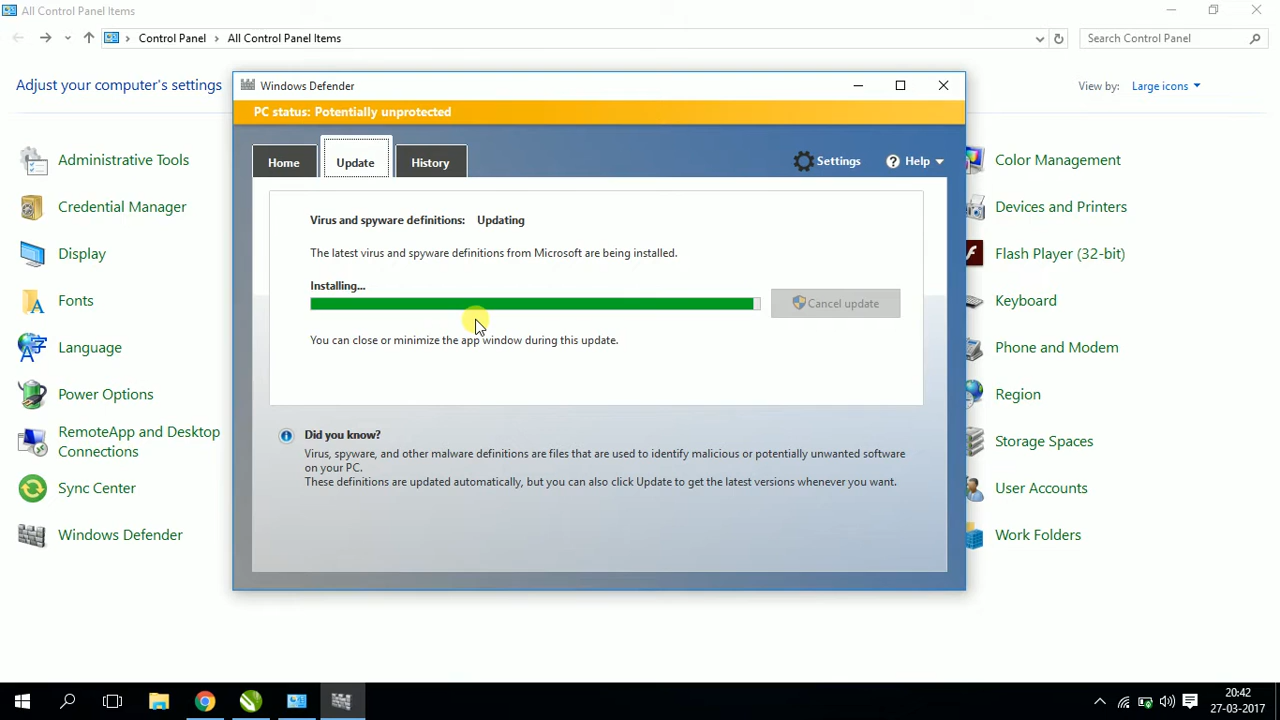 All Control Panel Items
Control Panel > All Control Panel Items
Search Control Panel
Adjust your computer's settings
View by: Large icons
Administrative Tools
Credential Manager
Display
Fonts
Language
Power Options
RemoteApp and Desktop
Connections
Sync Center
Windows Defender
Windows Defender
PC status: Potentially unprotected
Home
Update
History
Settings
? Help
Virus and spyware definitions: Updating
The latest virus and spyware definitions from Microsoft are being installed.
Installing...
Cancel update
You can close or minimize the app window during this update.
Did you know?
Virus, spyware, and other malware definitions are files that are used to identify malicious or potentially unwanted software
on your PC.
These definitions are updated automatically, but you can also click Update to get the latest versions whenever you want.
Color Management
Devices and Printers
Flash Player (32-bit)
Keyboard
Phone and Modem
Region
Storage Spaces
User Accounts
Work Folders
20:42
27-03-2017